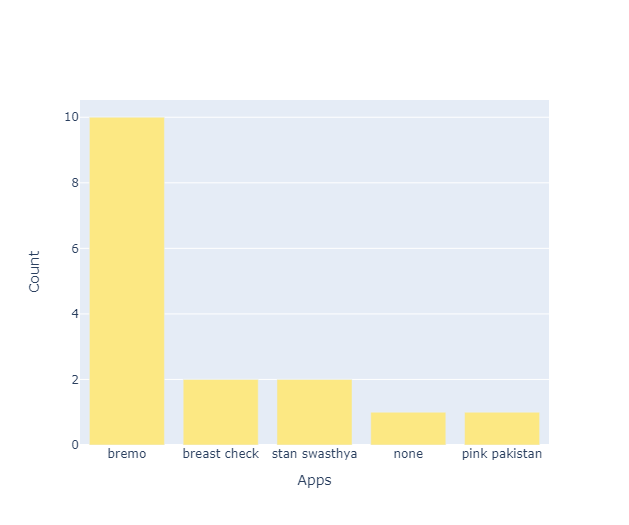 10
8
6
4
2
0
Count
bremo
breast check
stan swasthya
none
pink pakistan
Apps